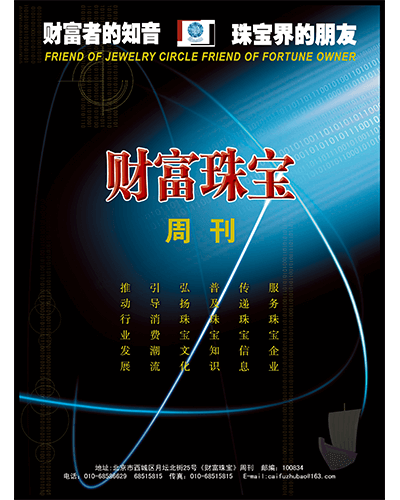 财富者的知音 珠宝界的朋友
FRIEND OF JEWELRY CIRCLE FRIEND OF FORTUNE OWNER
财富珠宝
周刊
推动行业发展
引导消费潮流
弘扬珠宝文化
普及珠宝知识
传递珠宝信息
服务珠宝企业
地址:北京市西城区月坛北街25号《财富珠宝》周刊 邮编: 100834
电话: 010-68586629 68515815 传真: 010-68515815 E-mail:caifuzhubao@163.com